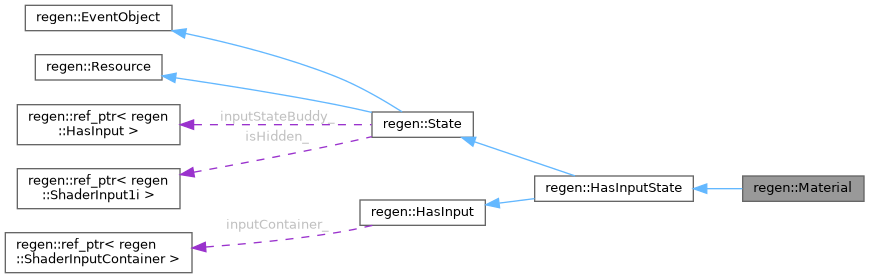 regen::EventObject
regen::Resource
regen::ref_ptr< regen
::HasInput >
inputStateBuddy_
isHidden_
regen::State
regen::ref_ptr< regen
::ShaderInput1i >
regen::HasInputState
regen::Material
regen::HasInput
inputContainer_
regen::ref_ptr< regen
::ShaderInputContainer >